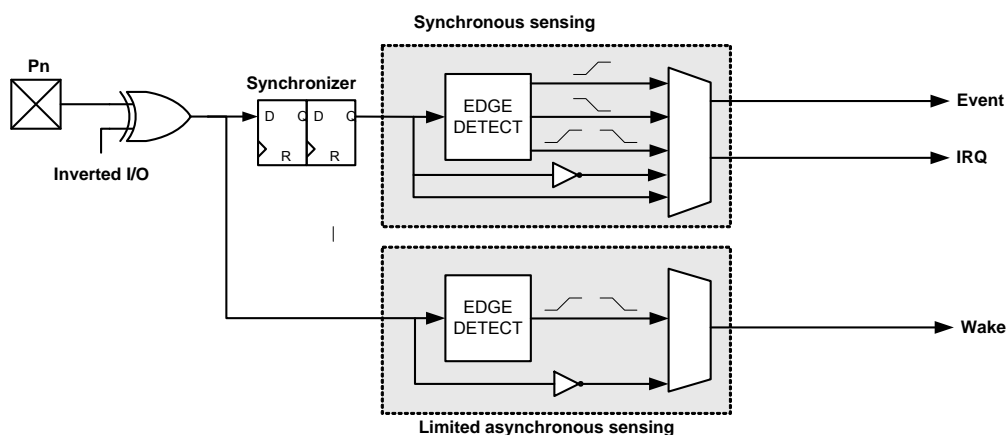 Synchronous sensing
Pn
Synchronizer
EDGE
DETECT
D Q D Q
R R
Inverted I/O
Event
IRQ
EDGE
DETECT
Wake
Limited asynchronous sensing